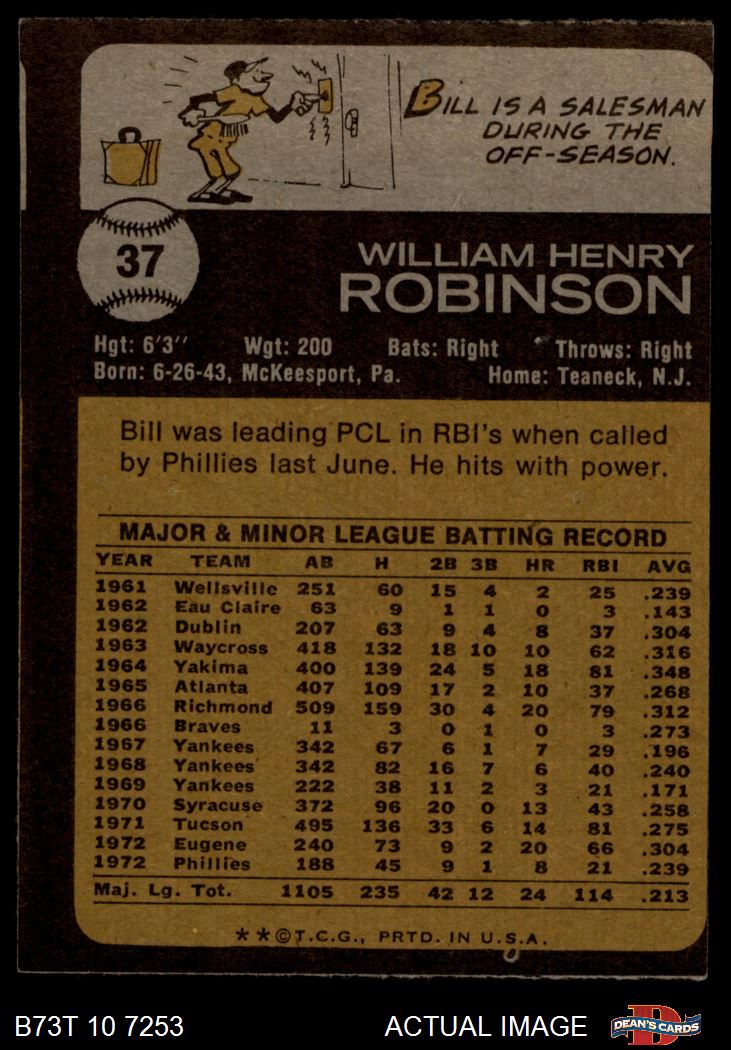 BILL IS A SALESMAN
DURING THE
OFF-SEASON.
37
WILLIAM HENRY
ROBINSON
Hgt: 6'3" Wgt: 200 Bats: Right Throws: Right
Born: 6-26-43, McKeesport, Pa. Home: Teaneck, N.J.
Bill was leading PCL in RBI's when called
by Phillies last June. He hits with power.
MAJOR & MINOR LEAGUE BATTING RECORD
YEAR TEAM AB H 2B 3B HR RBI AVG
1961 Wellsville 251 60 15 4 2 25 .239
1962 Eau Claire 63 9 1 1 0 3 .143
1962 Dublin 207 63 9 4 8 37 .304
1963 Waycross 418 132 18 10 10 62 .316
1964 Yakima 400 139 24 5 18 81 .348
1965 Atlanta 407 109 17 2 10 37 .268
1966 Richmond 509 159 30 4 20 79 .312
1966 Braves 11 3 0 1 0 3 .273
1967 Yankees 342 67 6 1 7 29 .196
1968 Yankees 342 82 16 7 6 40 .240
1969 Yankees 222 38 11 2 3 21 .171
1970 Syracuse 372 96 20 0 13 43 .258
1971 Tucson 495 136 33 6 14 81 .275
1972 Eugene 240 73 9 2 20 66 .304
1972 Phillies 188 45 9 1 8 21 .239
Maj. Lg. Tot. 1105 235 42 12 24 114 .213
**©T.C.G., PRTD. IN U.S.A.
B73T 10 7253 ACTUAL IMAGE DEAN'S CARDS